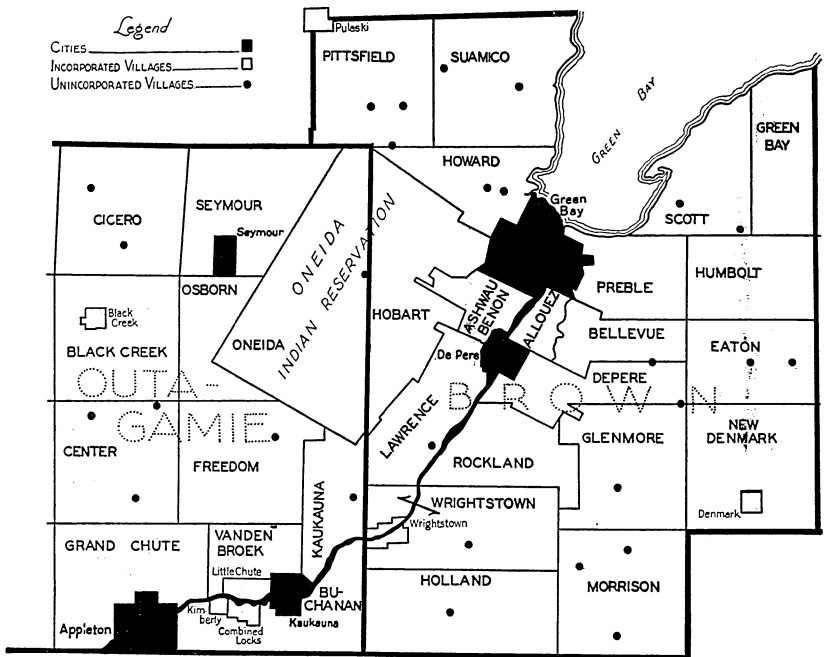 Legend
CITIES
INCORPORATED VILLAGES
UNINCORPORATED VILLAGES
Pulaski
PITTSFIELD
SUAMICO
GREEN BAY
GREEN
BAY
HOWARD
Green
Bay
SCOTT
CICERO
SEYMOUR
Seymour
ONEIDA
INDIAN RESERVATION
OSBORN
HOBART
ASHWAU
BENON
ALLOUEZ
PREBLE
HUMBOLT
Black
Creek
BLACK CREEK
ONEIDA
De Pere
BELLEVUE
EATON
DEPERE
OUTA-
GAMIE
BROWN
LAWRENCE
CENTER
FREEDOM
KAUKAUNA
ROCKLAND
GLENMORE
NEW
DENMARK
Denmark
WRIGHTSTOWN
Wrightstown
GRAND CHUTE
VANDEN
BROEK
Little Chute
HOLLAND
MORRISON
BU-
CHANAN
Kim-
berly
Combined
Locks
Kaukauna
Appleton